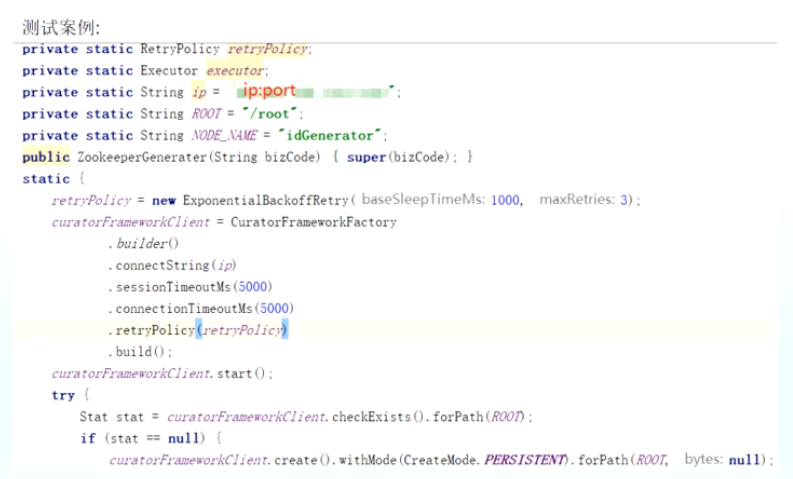 测试案例:
private static RetryPolicy retryPolicy;
private static Executor executor;
private static String ip = "ip:port";
private static String ROOT = "/root";
private static String NODE_NAME = "idGenerator";
public ZookeeperGenerater(String bizCode) { super(bizCode); }
static {
retryPolicy = new ExponentialBackoffRetry( baseSleepTimeMs: 1000, maxRetries: 3);
curatorFrameworkClient = CuratorFrameworkFactory
.builder()
.connectString(ip)
.sessionTimeoutMs(5000)
.connectionTimeoutMs(5000)
.retryPolicy(retryPolicy)
.build();
curatorFrameworkClient.start();
try {
Stat stat = curatorFrameworkClient.checkExists().forPath(ROOT);
if (stat == null) {
curatorFrameworkClient.create().withMode(CreateMode.PERSISTENT).forPath(ROOT, bytes: null);